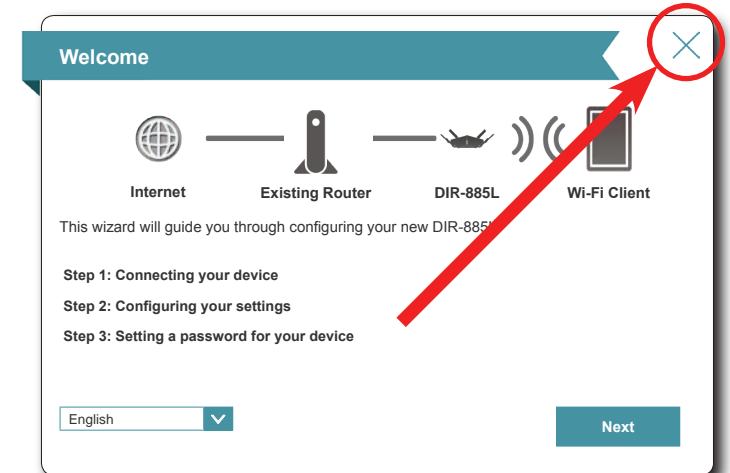 Welcome
Internet
Existing Router
DIR-885L
Wi-Fi Client
This wizard will guide you through configuring your new DIR-885L
Step 1: Connecting your device
Step 2: Configuring your settings
Step 3: Setting a password for your device
English
Next